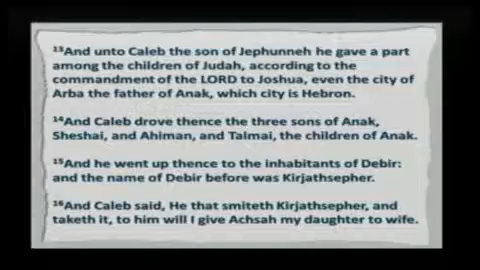 ¹³And unto Caleb the son of Jephunneh he gave a part
among the children of Judah, according to the
commandment of the LORD to Joshua, even the city of
Arba the father of Anak, which city is Hebron.
¹⁴And Caleb drove thence the three sons of Anak,
Sheshai, and Ahiman, and Talmai, the children of Anak.
¹⁵And he went up thence to the inhabitants of Debir:
and the name of Debir before was Kirjathsepher.
¹⁶And Caleb said, He that smiteth Kirjathsepher, and
taketh it, to him will I give Achsah my daughter to wife.